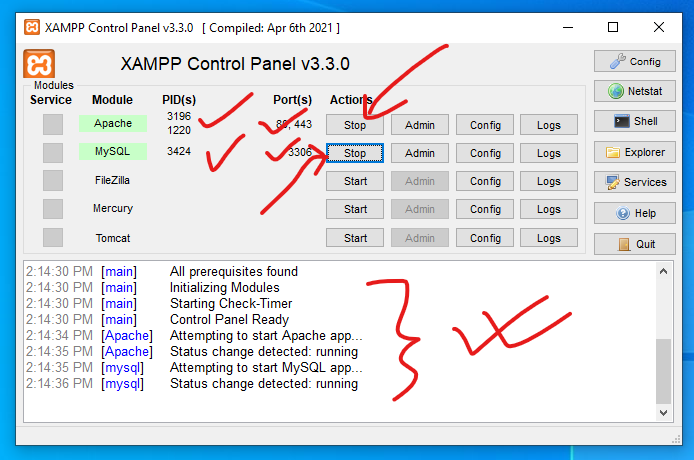 XAMPP Control Panel v3.3.0 [ Compiled: Apr 6th 2021 ]
XAMPP Control Panel v3.3.0
Config
Netstat
Shell
Explorer
Services
Help
Quit
Modules
Service Module PID(s) Port(s) Actions
Apache 3196 1220 80, 443 Stop Admin Config Logs
MySQL 3424 3306 Stop Admin Config Logs
FileZilla Start Admin Config Logs
Mercury Start Admin Config Logs
Tomcat Start Admin Config Logs
2:14:30 PM [main] All prerequisites found
2:14:30 PM [main] Initializing Modules
2:14:30 PM [main] Starting Check-Timer
2:14:30 PM [main] Control Panel Ready
2:14:34 PM [Apache] Attempting to start Apache app...
2:14:35 PM [Apache] Status change detected: running
2:14:35 PM [mysql] Attempting to start MySQL app...
2:14:36 PM [mysql] Status change detected: running